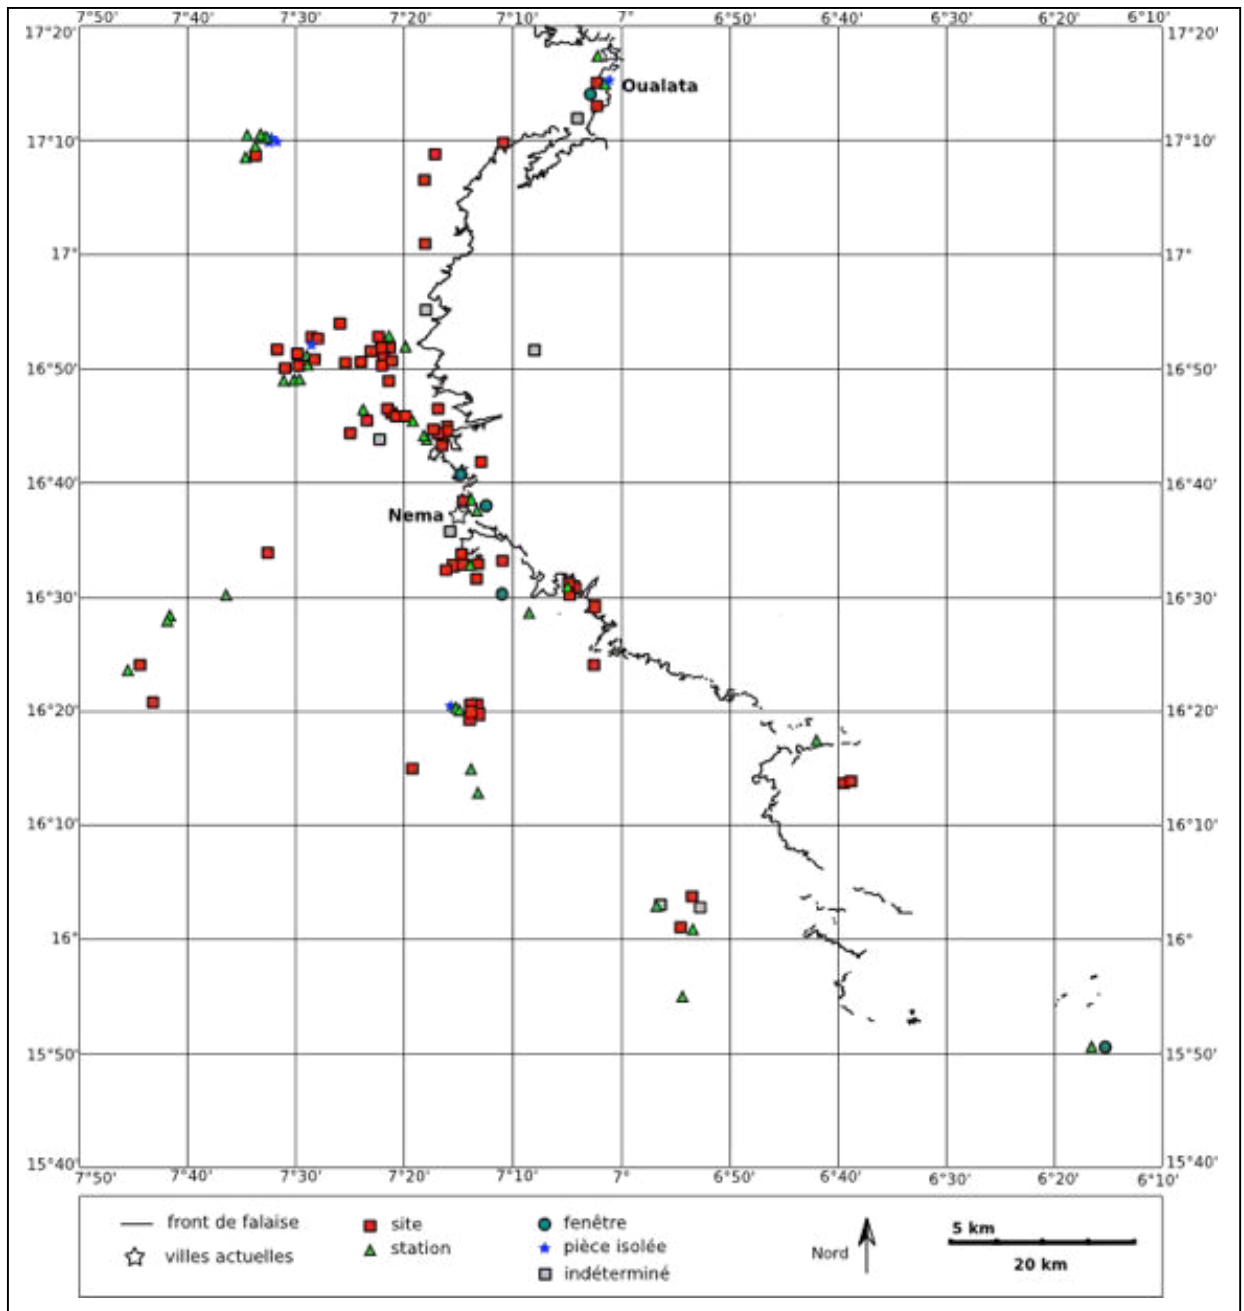 7°50' 7°40' 7°30' 7°20' 7°10' 7° 6°50' 6°40' 6°30' 6°20' 6°10'
17°20' 17°20'
Oualata
17°10' 17°10'
17° 17°
16°50' 16°50'
16°40' 16°40'
Nema
16°30' 16°30'
16°20' 16°20'
16°10' 16°10'
16° 16°
15°50' 15°50'
15°40' 15°40'
7°50' 7°40' 7°30' 7°20' 7°10' 7° 6°50' 6°40' 6°30' 6°20' 6°10'
front de falaise
villes actuelles
site
station
fenêtre
pièce isolée
indéterminé
Nord
5 km
20 km